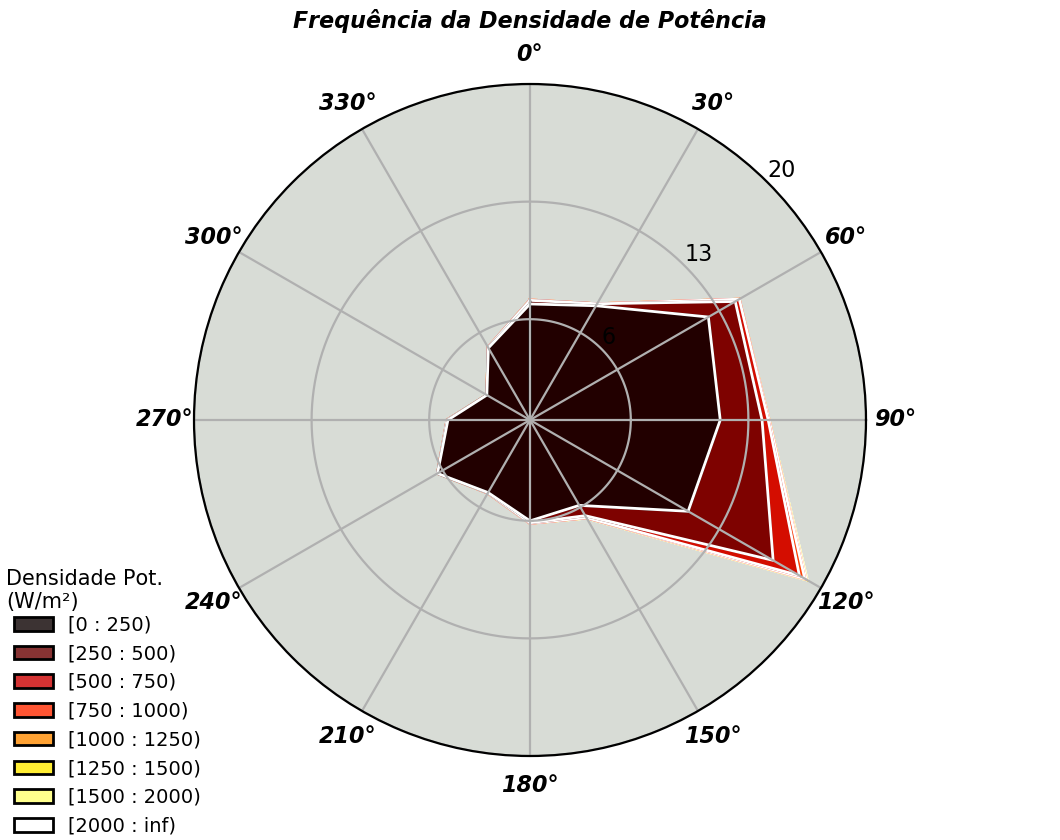 Frequência da Densidade de Potência
0°
330°
30°
20
300°
60°
13
6
270°
90°
240°
120°
210°
150°
180°
Densidade Pot.
(W/m²)
[0 : 250)
[250 : 500)
[500 : 750)
[750 : 1000)
[1000 : 1250)
[1250 : 1500)
[1500 : 2000)
[2000 : inf)